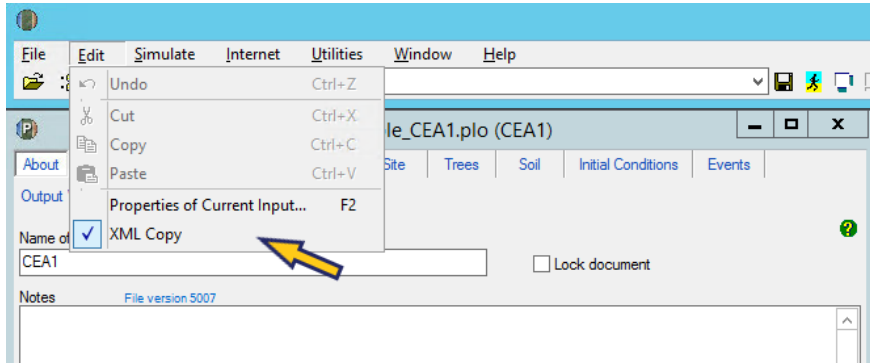 File Edit Simulate Internet Utilities Window Help
Undo Ctrl+Z
Cut Ctrl+X
Copy Ctrl+C
Paste Ctrl+V
Properties of Current Input... F2
XML Copy
P
le_CEA1.plo (CEA1)
About Site Trees Soil Initial Conditions Events
Output
Name of
CEA1
Lock document
Notes File version 5007